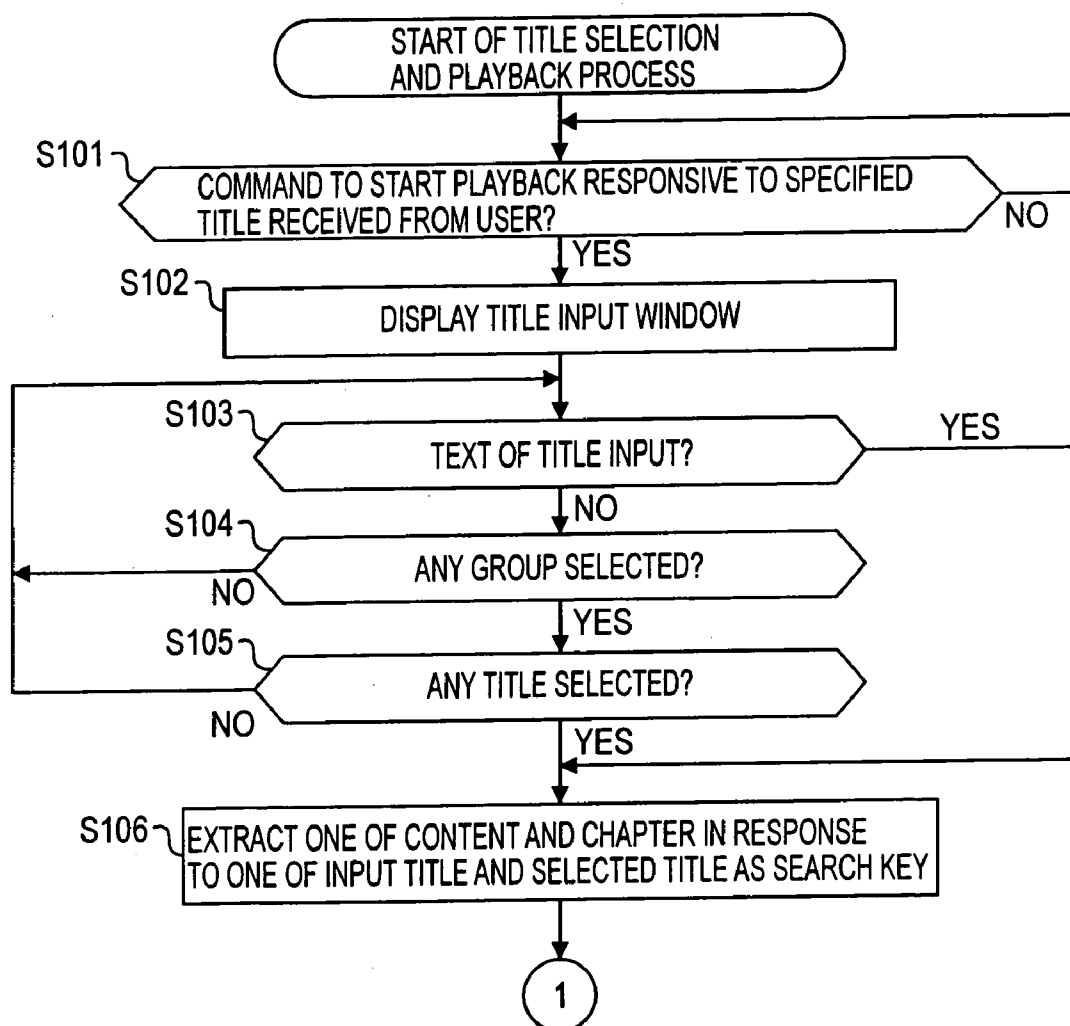 START OF TITLE SELECTION
AND PLAYBACK PROCESS
S101
COMMAND TO START PLAYBACK RESPONSIVE TO SPECIFIED
TITLE RECEIVED FROM USER?
NO
YES
S102
DISPLAY TITLE INPUT WINDOW
S103
TEXT OF TITLE INPUT?
YES
NO
S104
ANY GROUP SELECTED?
NO
YES
S105
ANY TITLE SELECTED?
NO
YES
S106
EXTRACT ONE OF CONTENT AND CHAPTER IN RESPONSE
TO ONE OF INPUT TITLE AND SELECTED TITLE AS SEARCH KEY
1